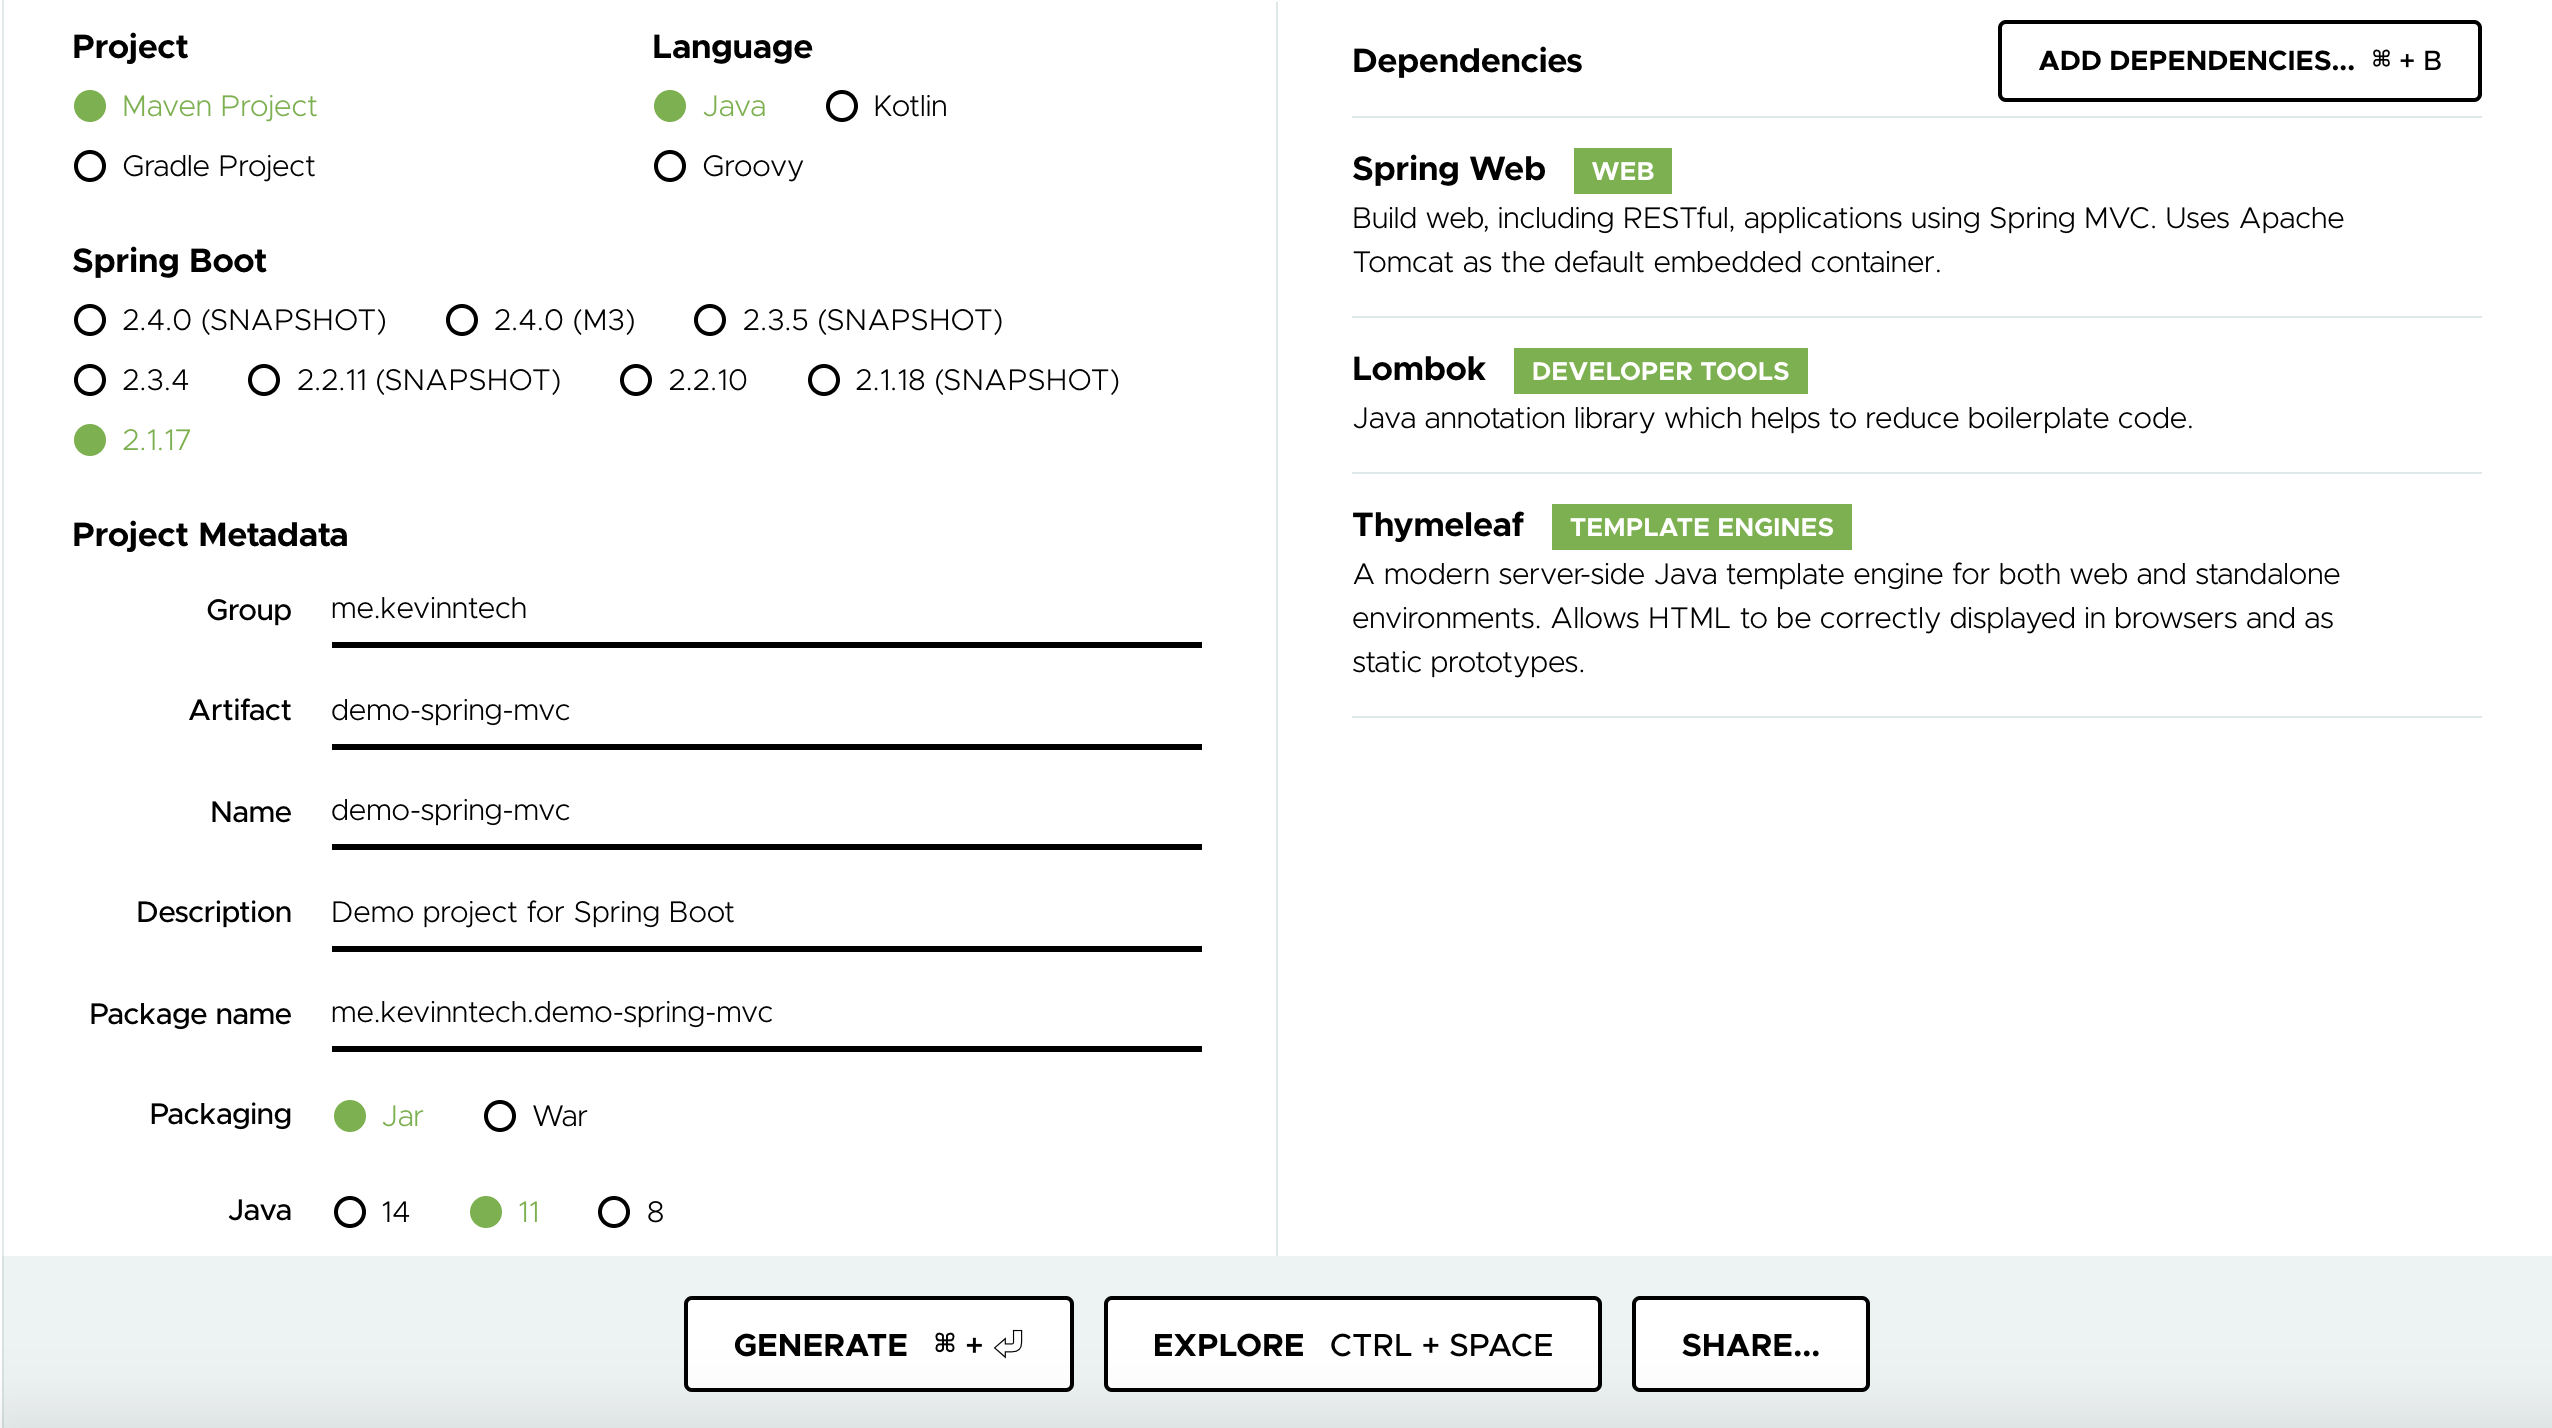 Project
Maven Project
Gradle Project
Language
Java Kotlin
Groovy
Spring Boot
2.4.0 (SNAPSHOT) 2.4.0 (M3) 2.3.5 (SNAPSHOT)
2.3.4 2.2.11 (SNAPSHOT) 2.2.10 2.1.18 (SNAPSHOT)
2.1.17
Project Metadata
Group me.kevinntech
Artifact demo-spring-mvc
Name demo-spring-mvc
Description Demo project for Spring Boot
Package name me.kevinntech.demo-spring-mvc
Packaging Jar War
Java 14 11 8
Dependencies ADD DEPENDENCIES... ⌘ + B
Spring Web WEB
Build web, including RESTful, applications using Spring MVC. Uses Apache
Tomcat as the default embedded container.
Lombok DEVELOPER TOOLS
Java annotation library which helps to reduce boilerplate code.
Thymeleaf TEMPLATE ENGINES
A modern server-side Java template engine for both web and standalone
environments. Allows HTML to be correctly displayed in browsers and as
static prototypes.
GENERATE ⌘ + ⏎ EXPLORE CTRL + SPACE SHARE...